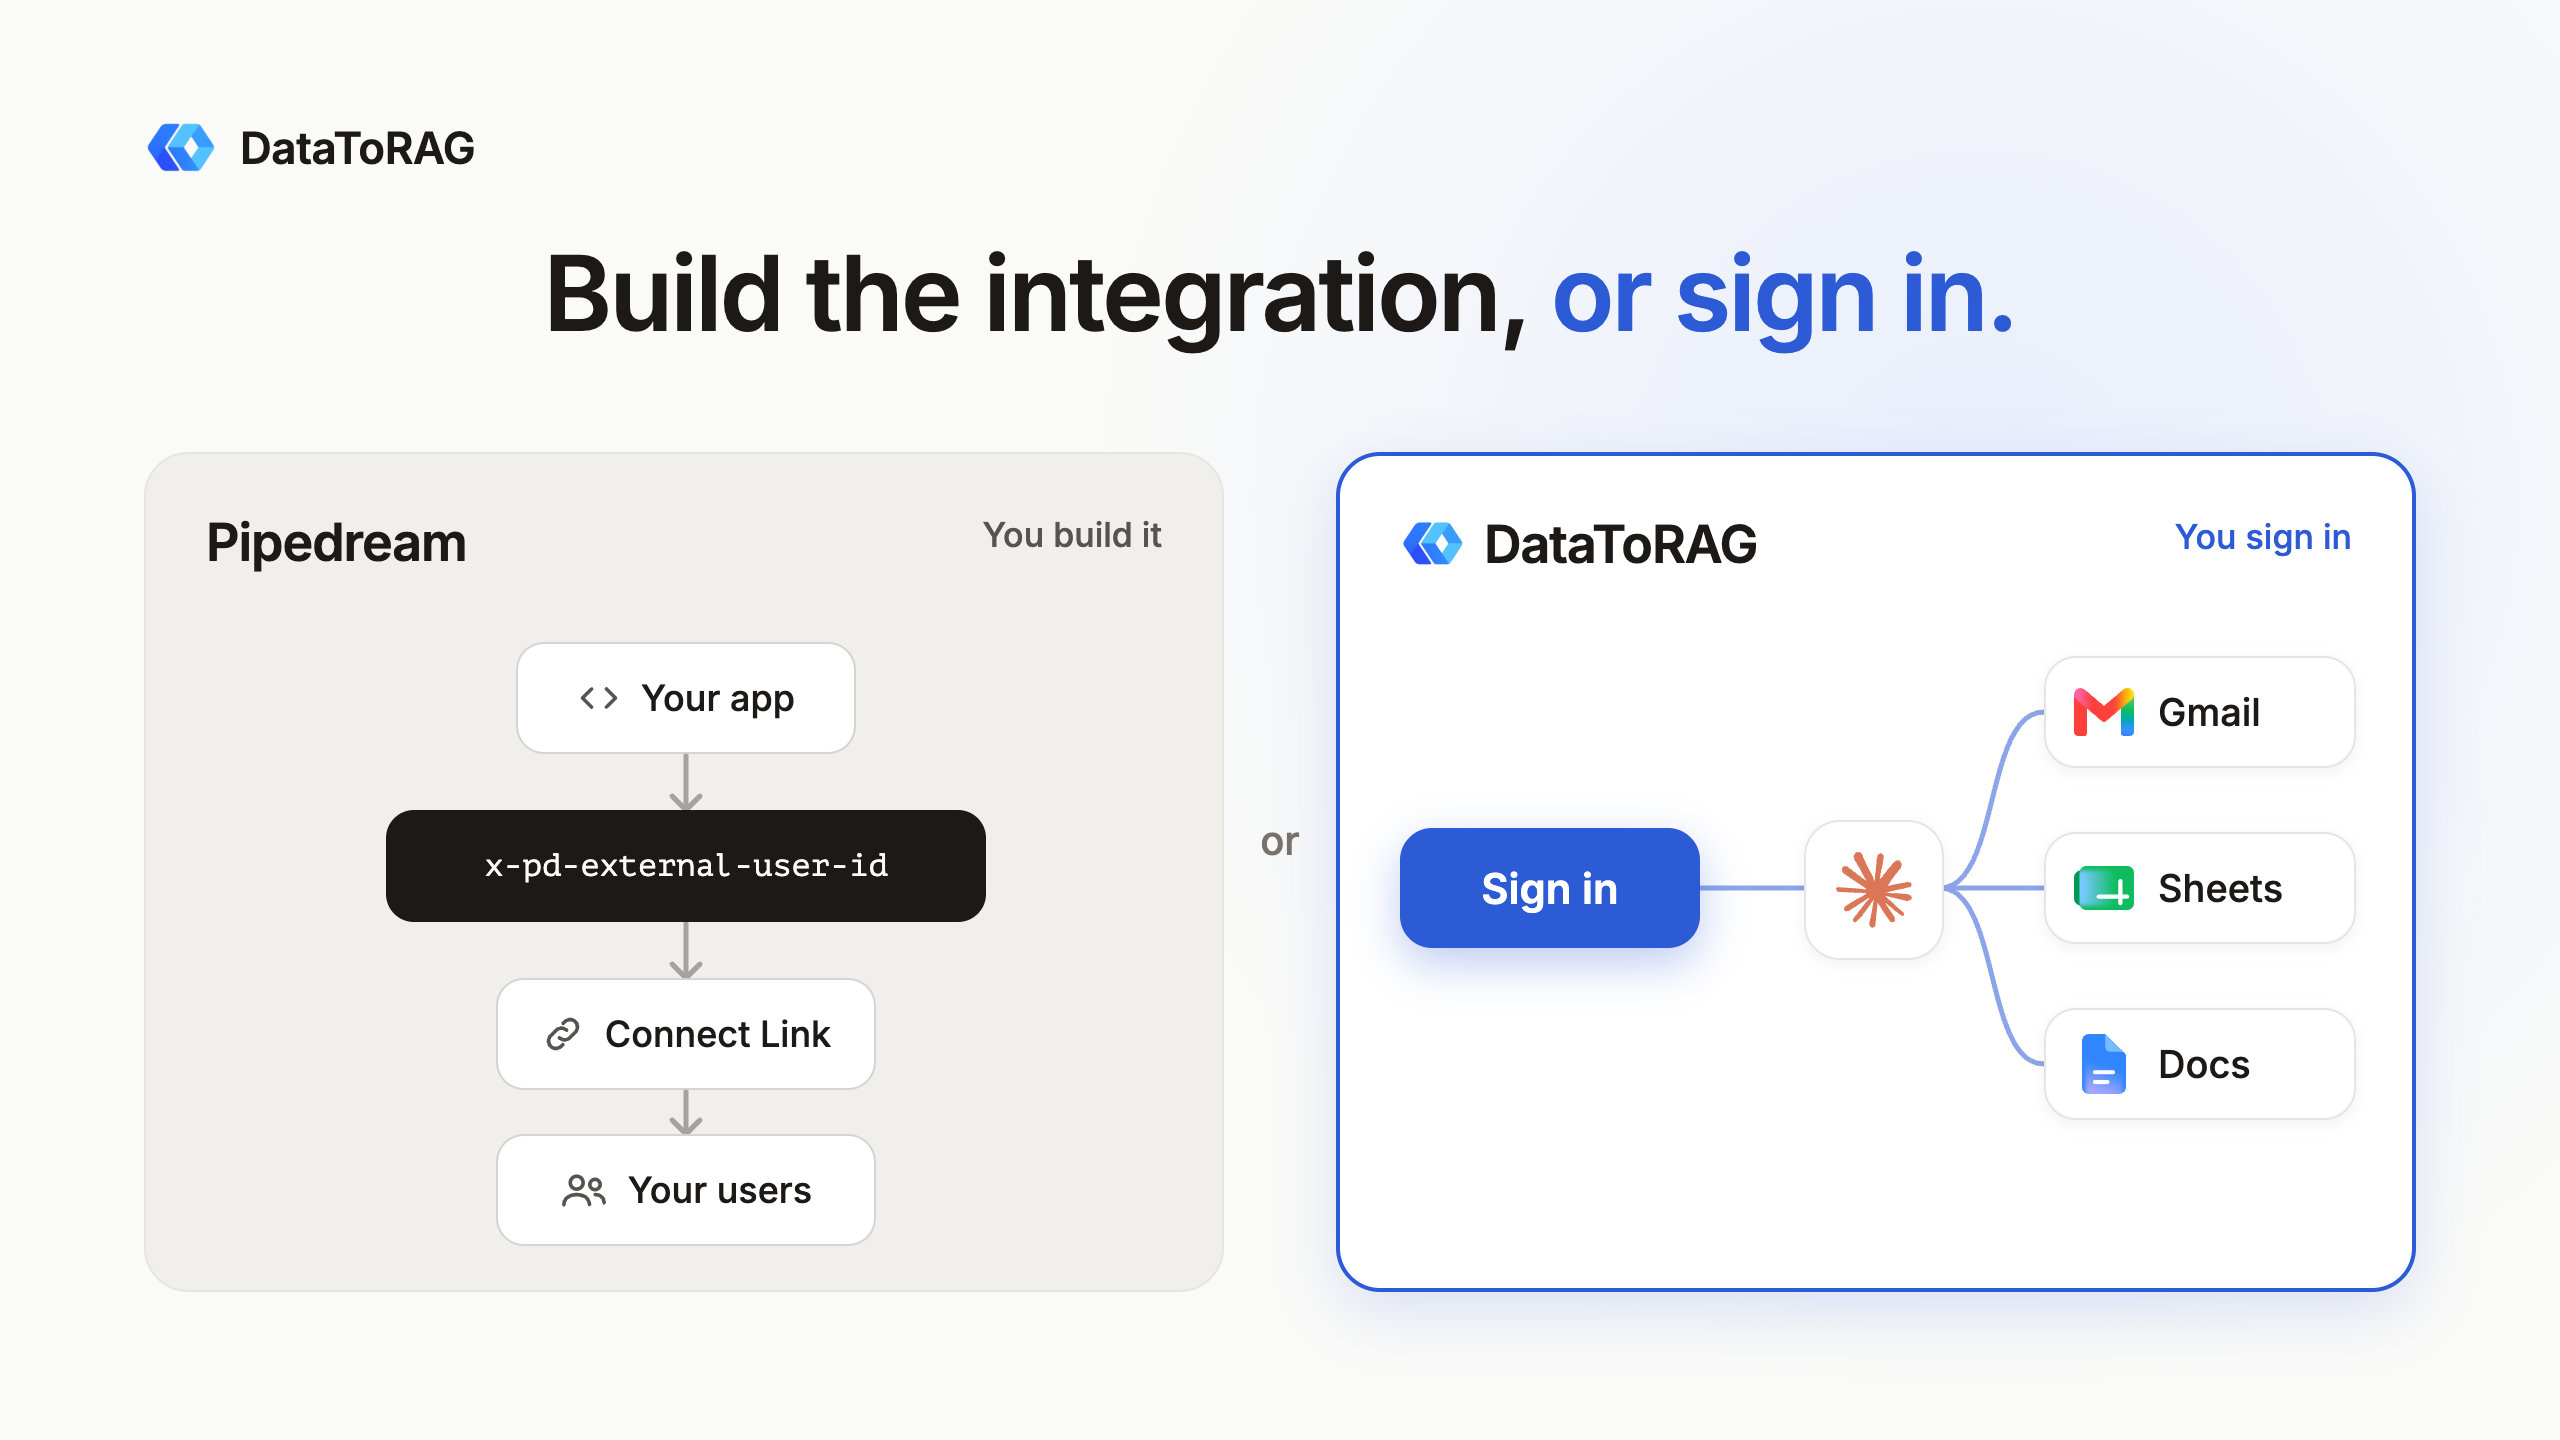 DataToRAG
Build the integration, or sign in.
Pipedream
You build it
Your app
x-pd-external-user-id
Connect Link
Your users
or
DataToRAG
You sign in
Sign in
Gmail
Sheets
Docs